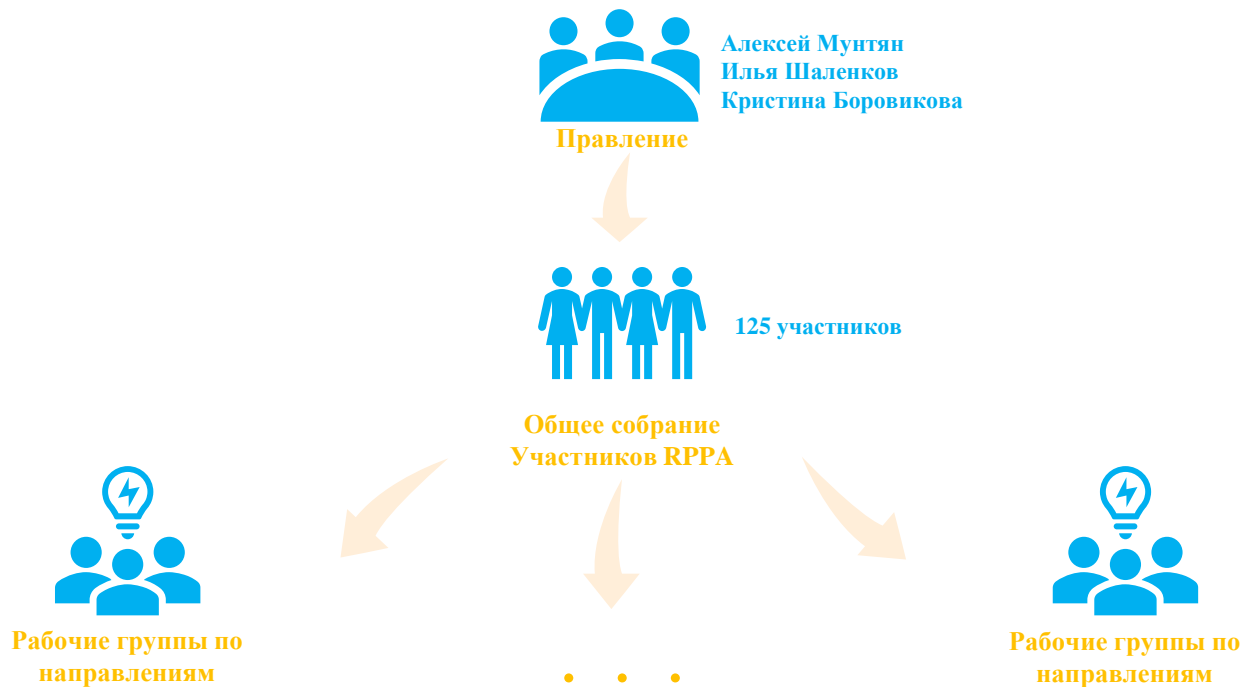 Алексей Мунтян
Илья Шаленков
Кристина Боровикова
Правление
125 участников
Общее собрание
Участников RPPA
Рабочие группы по
направлениям
. . .
Рабочие группы по
направлениям